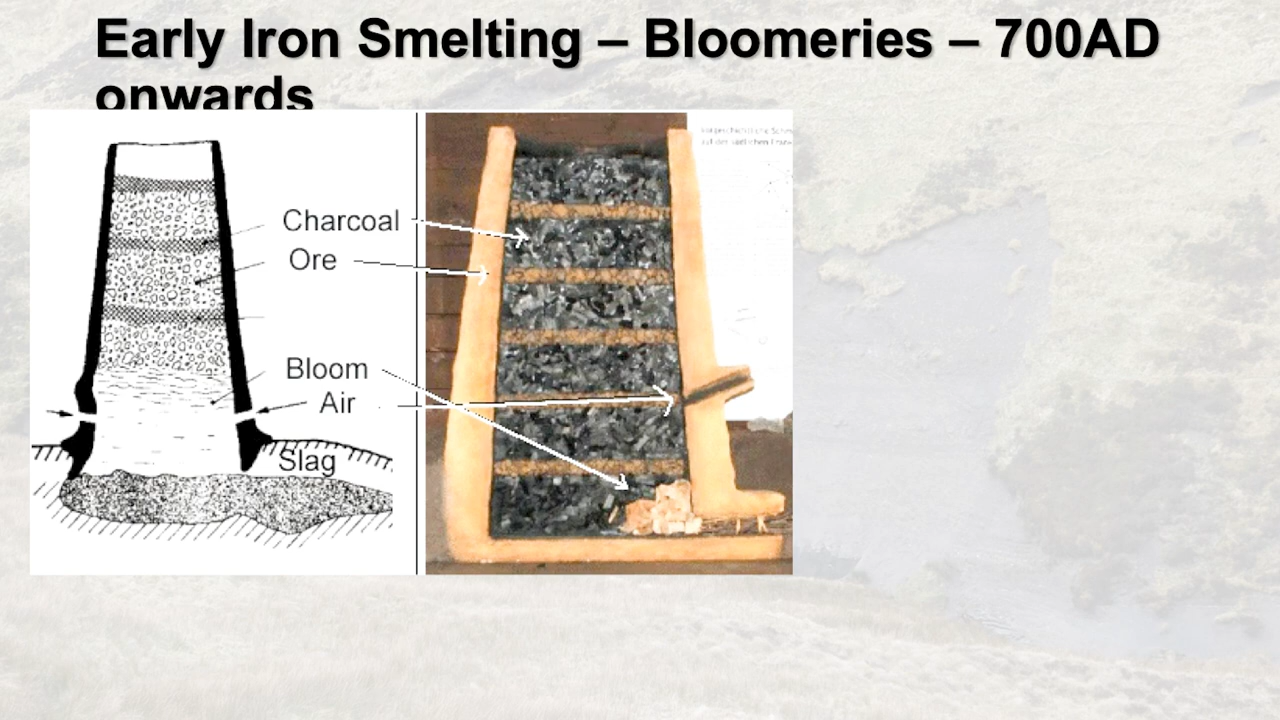 Early Iron Smelting – Bloomeries – 700AD
onwards
Charcoal
Ore
Bloom
Air
Slag